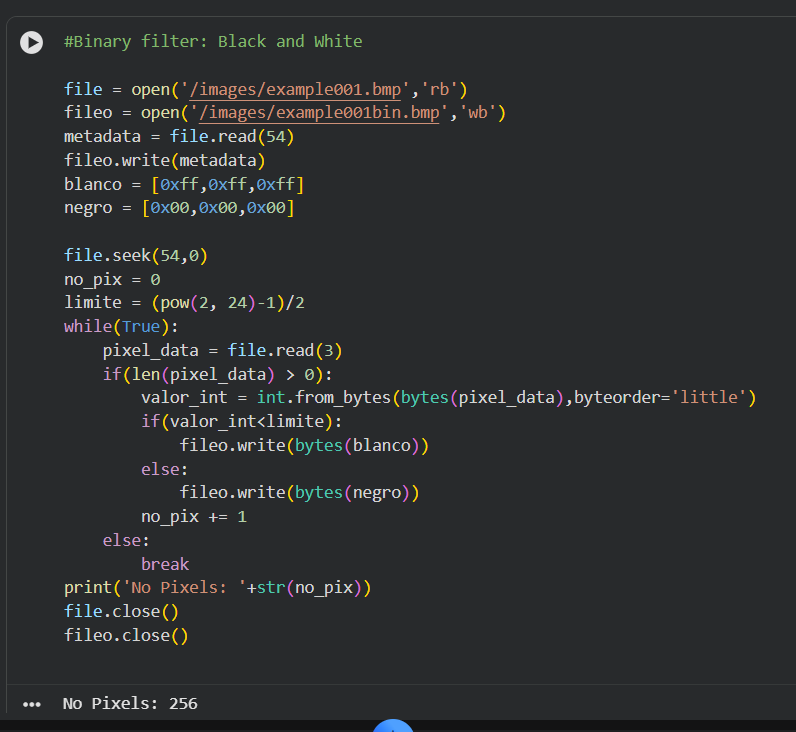 #Binary filter: Black and White
file = open('/images/example001.bmp','rb')
fileo = open('/images/example001bin.bmp','wb')
metadata = file.read(54)
fileo.write(metadata)
blanco = [0xff,0xff,0xff]
negro = [0x00,0x00,0x00]
file.seek(54,0)
no_pix = 0
limite = (pow(2, 24)-1)/2
while(True):
    pixel_data = file.read(3)
    if(len(pixel_data) > 0):
        valor_int = int.from_bytes(bytes(pixel_data),byteorder='little')
        if(valor_int<limite):
            fileo.write(bytes(blanco))
        else:
            fileo.write(bytes(negro))
        no_pix += 1
    else:
        break
print('No Pixels: '+str(no_pix))
file.close()
fileo.close()
No Pixels: 256